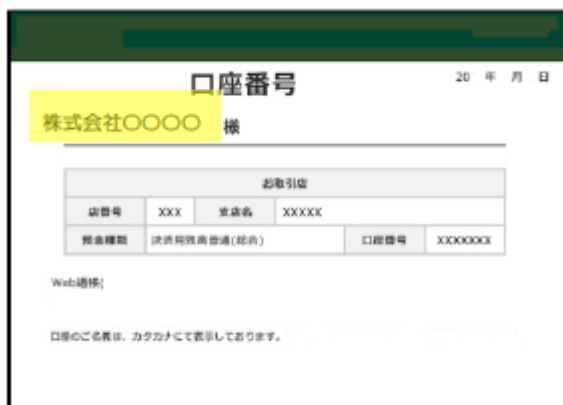 口座番号
20 年 月 日
株式会社〇〇〇〇 様
お取引店
店番号 XXX 支店名 XXXXX
預金種類 決済用普通(総合) 口座番号 XXXXXXX
Web通帳(
口座のご名義は、カタカナにて表示しております。